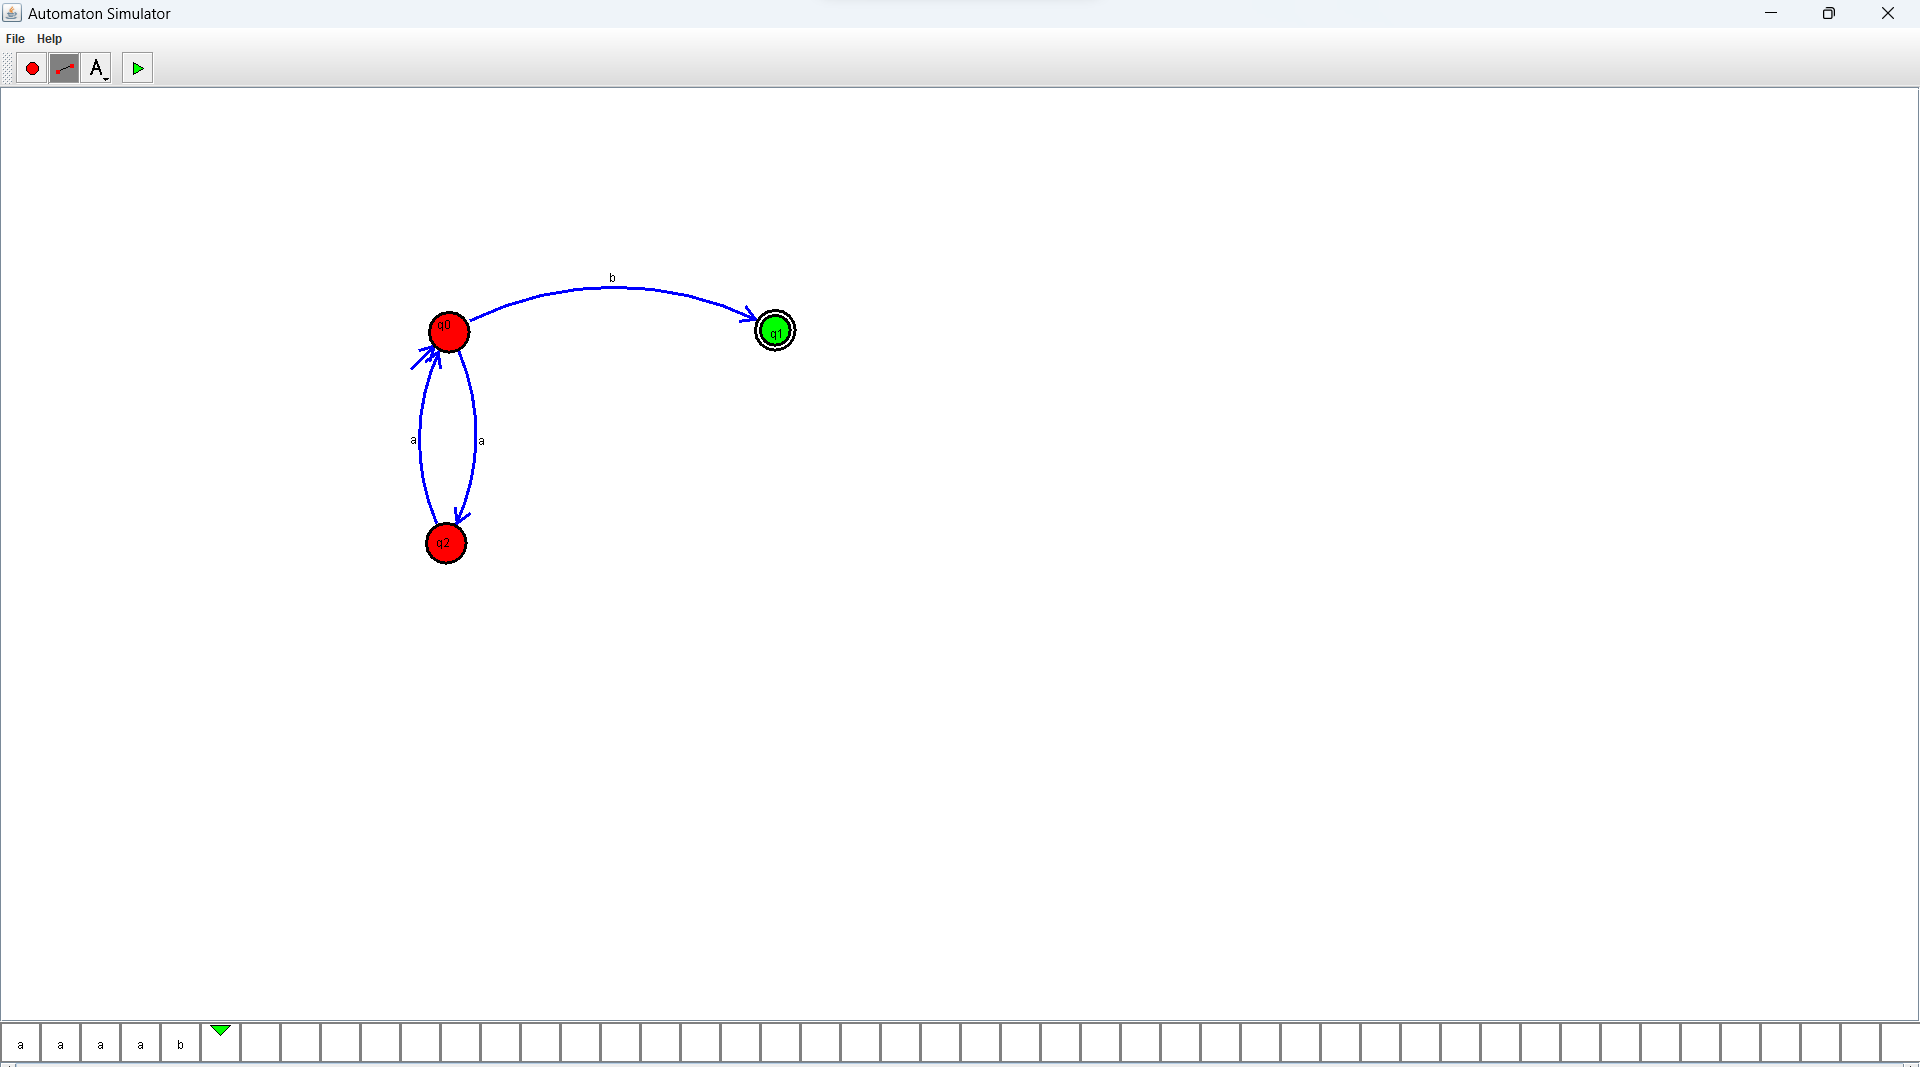 Automaton Simulator
File Help
A
b
q0
q1
a a
q2
a a a a b